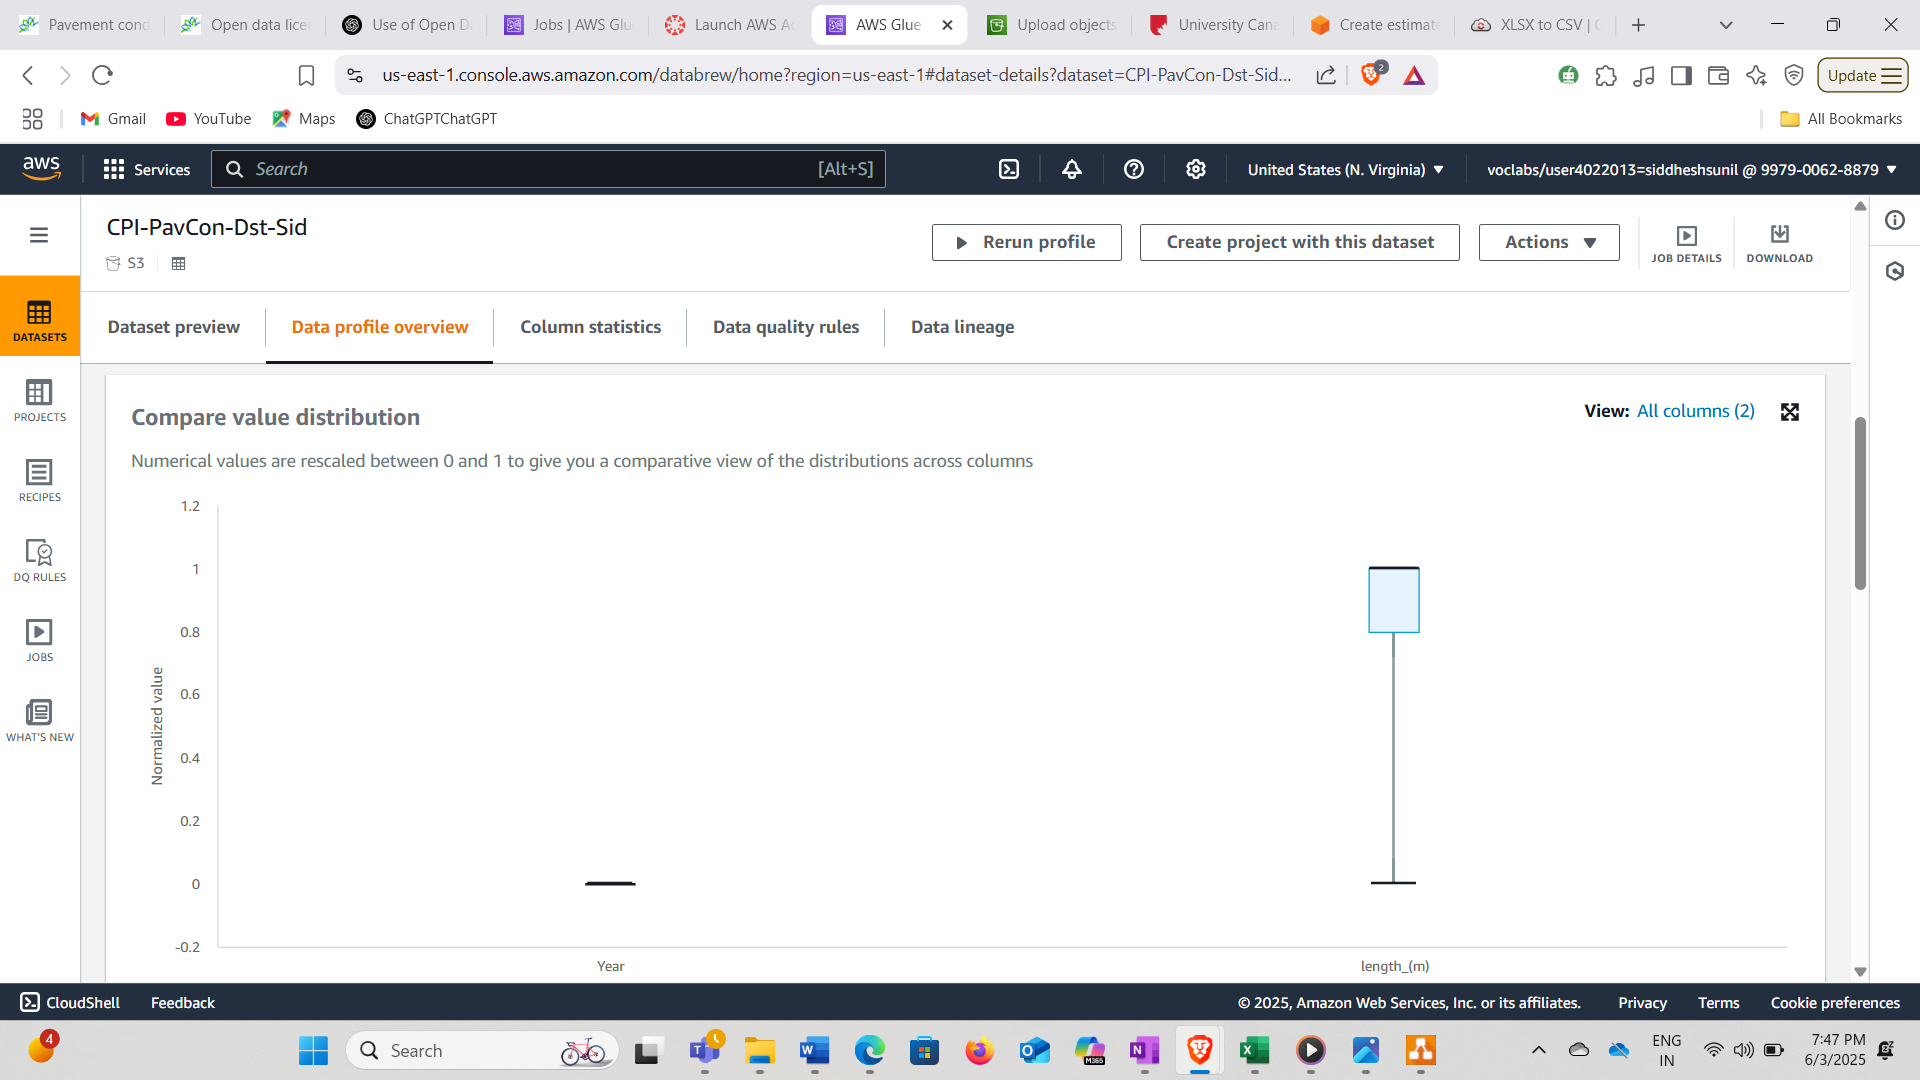 Pavement cond
Open data lice
Use of Open D
Jobs | AWS Glu
Launch AWS Ac
AWS Glue
Upload objects
University Cana
Create estimate
XLSX to CSV | C
us-east-1.console.aws.amazon.com/databrew/home?region=us-east-1#dataset-details?dataset=CPI-PavCon-Dst-Sid...
2
Update
Gmail
YouTube
Maps
ChatGPTChatGPT
All Bookmarks
aws
Services
Search
[Alt+S]
United States (N. Virginia)
voclabs/user4022013=siddheshsunil @ 9979-0062-8879
CPI-PavCon-Dst-Sid
S3
Rerun profile
Create project with this dataset
Actions
JOB DETAILS
DOWNLOAD
DATASETS
PROJECTS
RECIPES
DQ RULES
JOBS
WHAT'S NEW
Dataset preview
Data profile overview
Column statistics
Data quality rules
Data lineage
Compare value distribution
View: All columns (2)
Numerical values are rescaled between 0 and 1 to give you a comparative view of the distributions across columns
Normalized value
1.2
1
0.8
0.6
0.4
0.2
0
-0.2
Year
length_(m)
CloudShell
Feedback
© 2025, Amazon Web Services, Inc. or its affiliates.
Privacy
Terms
Cookie preferences
4
Search
M365
ENG
IN
7:47 PM
6/3/2025